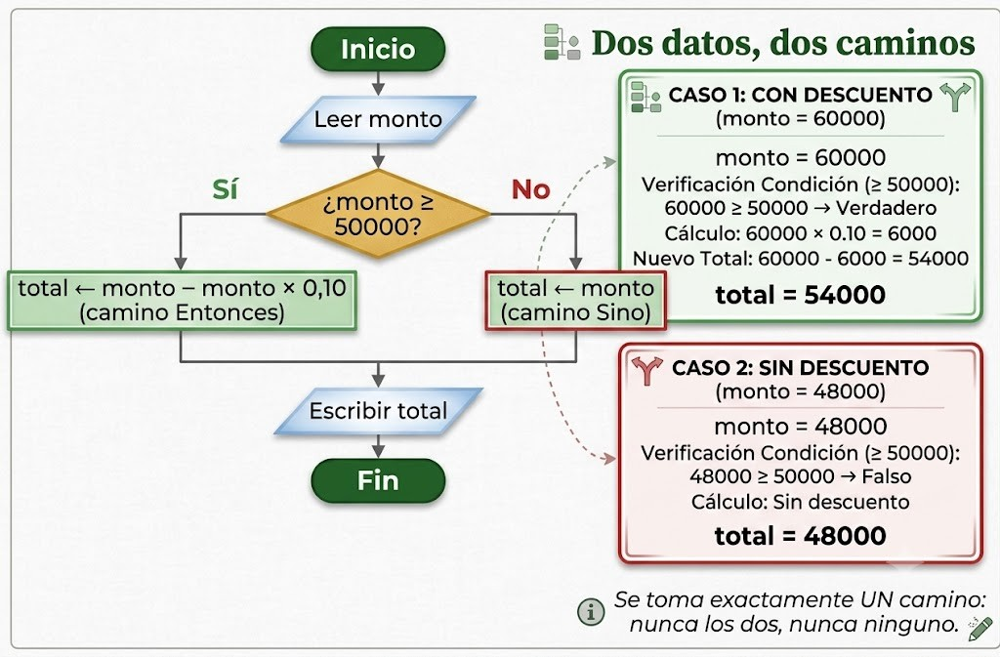 Inicio
Leer monto
¿monto ≥
50000?
Sí
No
total ← monto – monto × 0,10
(camino Entonces)
total ← monto
(camino Sino)
Escribir total
Fin
Dos datos, dos caminos
CASO 1: CON DESCUENTO
(monto = 60000)
monto = 60000
Verificación Condición (≥ 50000):
60000 ≥ 50000 → Verdadero
Cálculo: 60000 × 0.10 = 6000
Nuevo Total: 60000 - 6000 = 54000
total = 54000
CASO 2: SIN DESCUENTO
(monto = 48000)
monto = 48000
Verificación Condición (≥ 50000):
48000 ≥ 50000 → Falso
Cálculo: Sin descuento
total = 48000
Se toma exactamente UN camino:
nunca los dos, nunca ninguno.